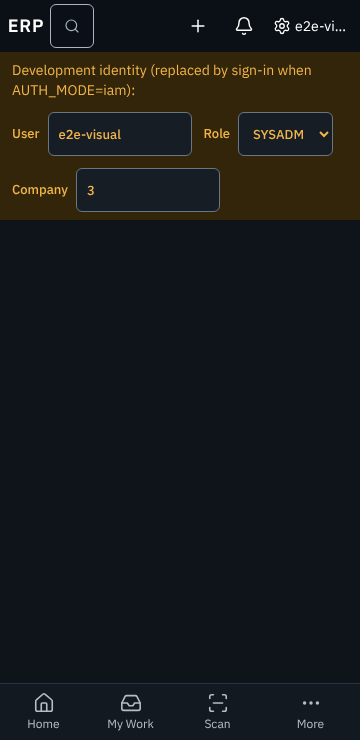 ERP e2e-vi...
Development identity (replaced by sign-in when
AUTH_MODE=iam):
User e2e-visual Role SYSADM
Company 3
Home My Work Scan More